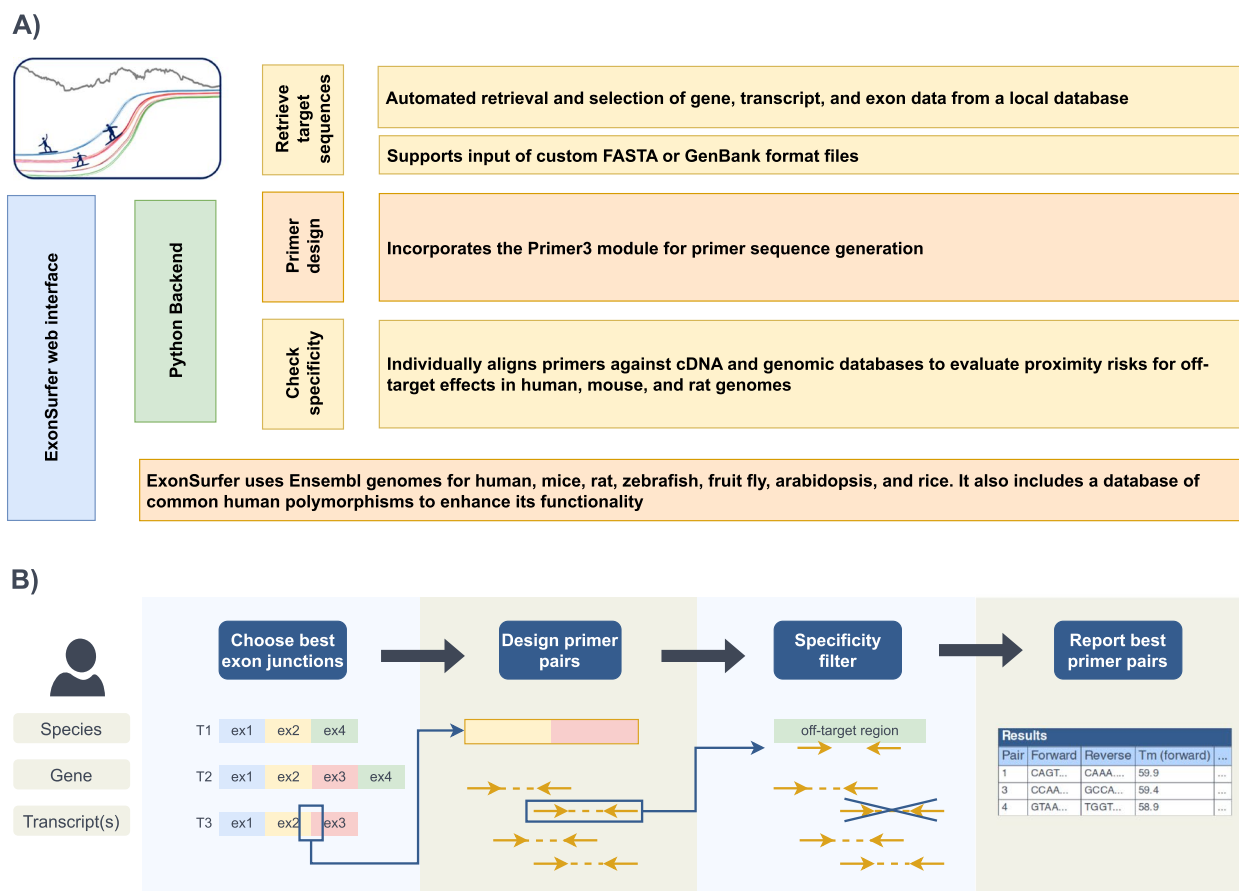 A)
Retrieve
target
sequences
Automated retrieval and selection of gene, transcript, and exon data from a local database
Supports input of custom FASTA or GenBank format files
ExonSurfer web interface
Python Backend
Primer
design
Incorporates the Primer3 module for primer sequence generation
Check
specificity
Individually aligns primers against cDNA and genomic databases to evaluate proximity risks for off-
target effects in human, mouse, and rat genomes
ExonSurfer uses Ensembl genomes for human, mice, rat, zebrafish, fruit fly, arabidopsis, and rice. It also includes a database of
common human polymorphisms to enhance its functionality
B)
Species
Gene
Transcript(s)
Choose best
exon junctions
T1 ex1 ex2 ex4
T2 ex1 ex2 ex3 ex4
T3 ex1 ex2 ex3
Design primer
pairs
Specificity
filter
off-target region
Report best
primer pairs
Results
Pair Forward Reverse Tm (forward) ...
1 CAGT... CAAA.... 59.9 ...
3 CCAA... GCCA... 59.4 ...
4 GTAA... TGGT... 58.9 ...